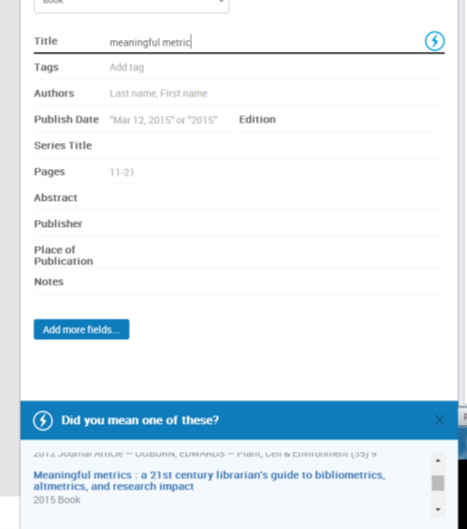 Book
Title meaningful metric
Tags Add tag
Authors Last name, First name
Publish Date "Mar 12, 2015" or "2015" Edition
Series Title
Pages 11-21
Abstract
Publisher
Place of
Publication
Notes
Add more fields...
Did you mean one of these?
2012 Journal Article — OGBURN, EDWARDS — Plant, Cell & Environment (35) 9
Meaningful metrics : a 21st century librarian's guide to bibliometrics,
altmetrics, and research impact
2015 Book